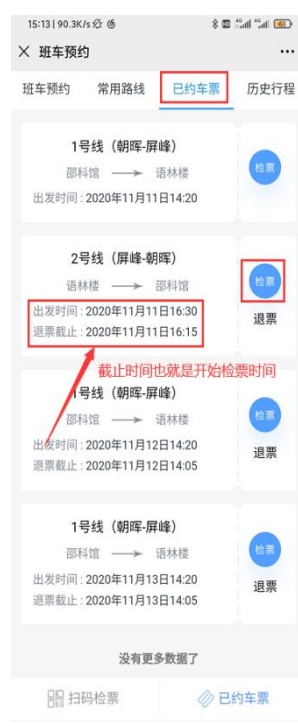 15:13 | 90.3K/s
班车预约
班车预约 常用路线 已约车票 历史行程
1号线（朝晖-屏峰）
邵科馆 语林楼
出发时间：2020年11月11日14:20
检票
2号线（屏峰-朝晖）
语林楼 邵科馆
出发时间：2020年11月11日16:30
退票截止：2020年11月11日16:15
检票
退票
截止时间也就是开始检票时间
1号线（朝晖-屏峰）
邵科馆 语林楼
出发时间：2020年11月12日14:20
退票截止：2020年11月12日14:05
检票
退票
1号线（朝晖-屏峰）
邵科馆 语林楼
出发时间：2020年11月13日14:20
退票截止：2020年11月13日14:05
检票
退票
没有更多数据了
扫码检票 已约车票